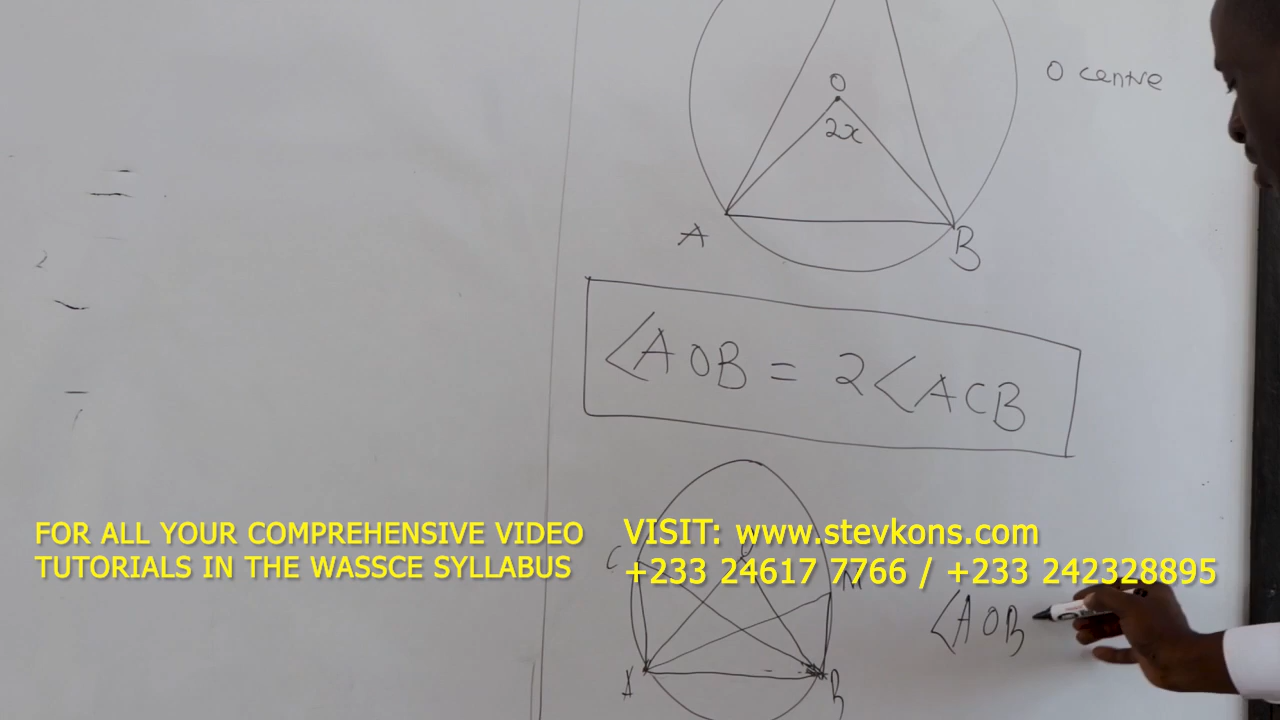 O
O centre
2x
A
B
<AOB = 2<ACB
FOR ALL YOUR COMPREHENSIVE VIDEO
TUTORIALS IN THE WASSCE SYLLABUS
VISIT: www.stevkons.com
+233 24617 7766 / +233 242328895
C
<AOB
A
B